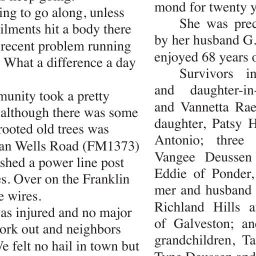 ing to go along, unless
ilments hit a body there
recent problem running
. What a difference a day
munity took a pretty
although there was some
rooted old trees was
an Wells Road (FM1373)
shed a power line post
es. Over on the Franklin
e wires.
as injured and no major
ork out and neighbors
We felt no hail in town but
mond for twenty y
She was prec
by her husband G.
enjoyed 68 years o
Survivors in
and daughter-in-
and Vannetta Rae
daughter, Patsy H
Antonio; three
Vangee Deussen
Eddie of Ponder,
mer and husband
Richland Hills a
of Galveston; and
grandchildren, Ta